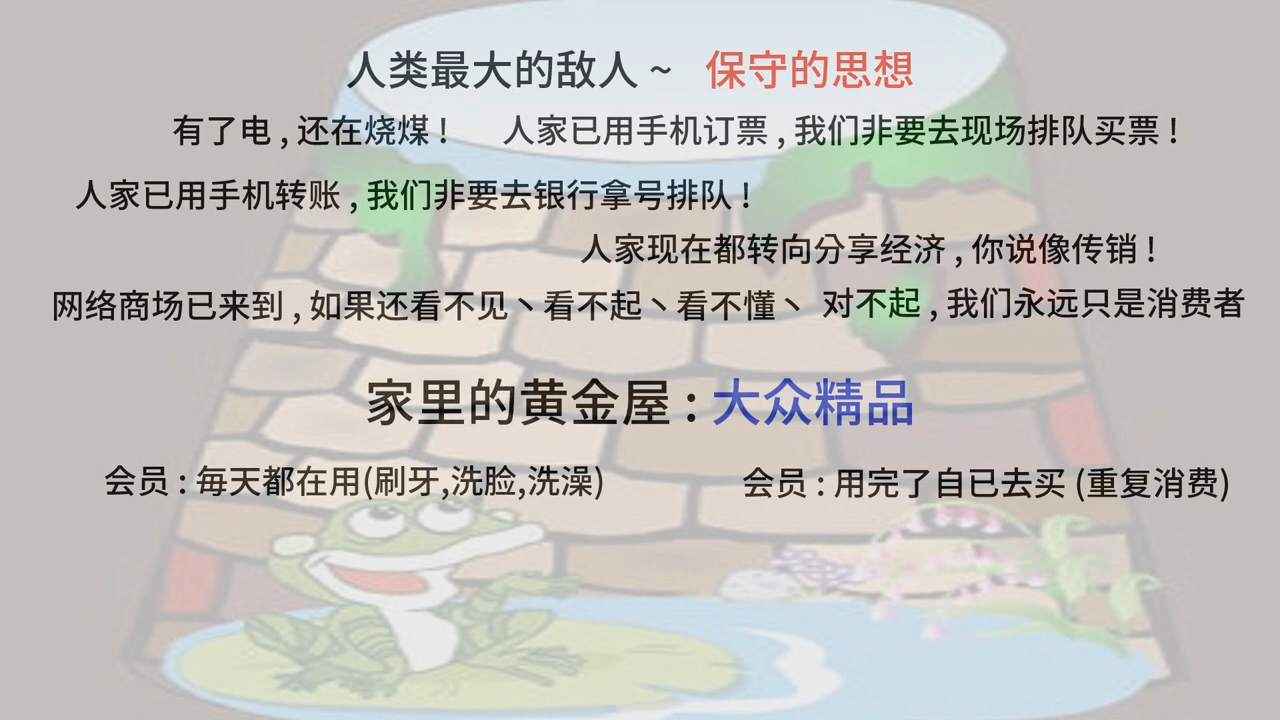 人类最大的敌人 ~ 保守的思想
有了电 , 还在烧煤 ! 人家已用手机订票 , 我们非要去现场排队买票 !
人家已用手机转账 , 我们非要去银行拿号排队 !
人家现在都转向分享经济 , 你说像传销 !
网络商场已来到 , 如果还看不见丶看不起丶看不懂丶 对不起 , 我们永远只是消费者
家里的黄金屋 : 大众精品
会员 : 每天都在用(刷牙,洗脸,洗澡) 会员 : 用完了自已去买 (重复消费)